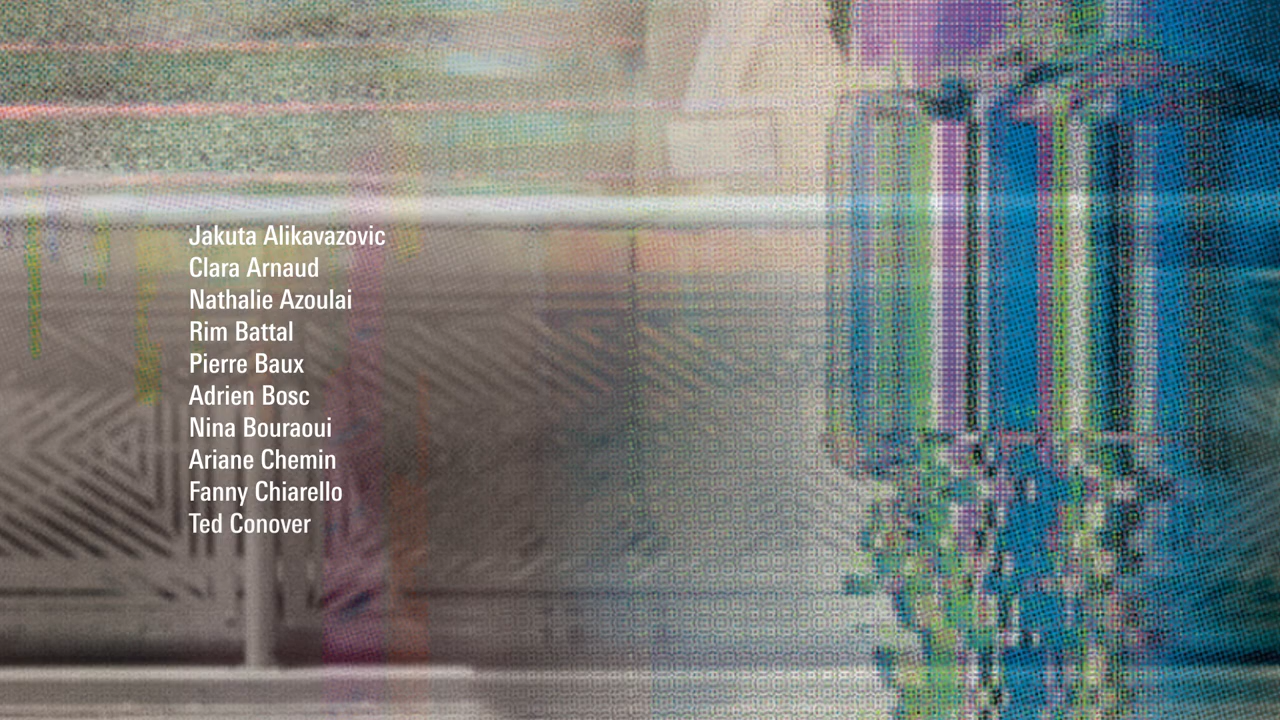 Jakuta Alikavazovic
Clara Arnaud
Nathalie Azoulai
Rim Battal
Pierre Baux
Adrien Bosc
Nina Bouraoui
Ariane Chemin
Fanny Chiarello
Ted Conover